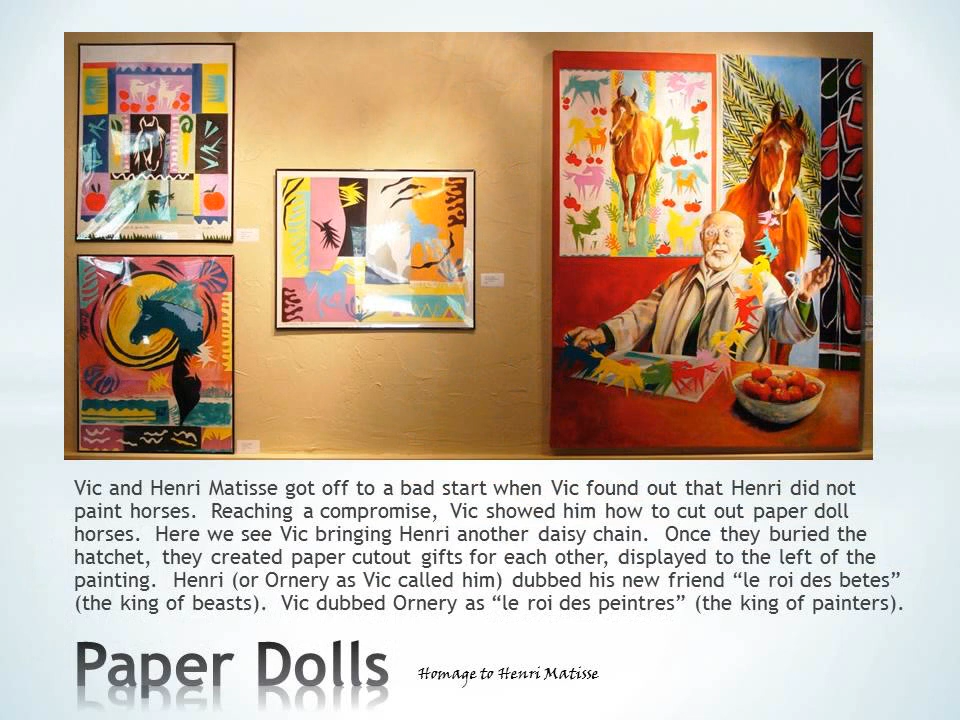 Vic and Henri Matisse got off to a bad start when Vic found out that Henri did not
paint horses.  Reaching a compromise, Vic showed him how to cut out paper doll
horses.  Here we see Vic bringing Henri another daisy chain.  Once they buried the
hatchet, they created paper cutout gifts for each other, displayed to the left of the
painting.  Henri (or Ornery as Vic called him) dubbed his new friend “le roi des betes”
(the king of beasts).  Vic dubbed Ornery as “le roi des peintres” (the king of painters).
Paper Dolls
Homage to Henri Matisse